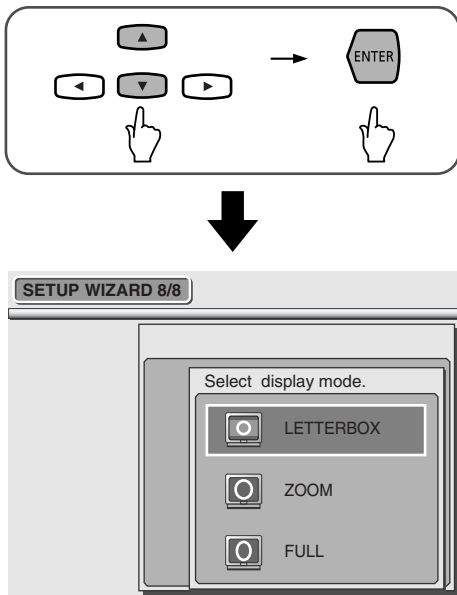 ENTER
SETUP WIZARD 8/8
Select display mode.
LETTERBOX
ZOOM
FULL